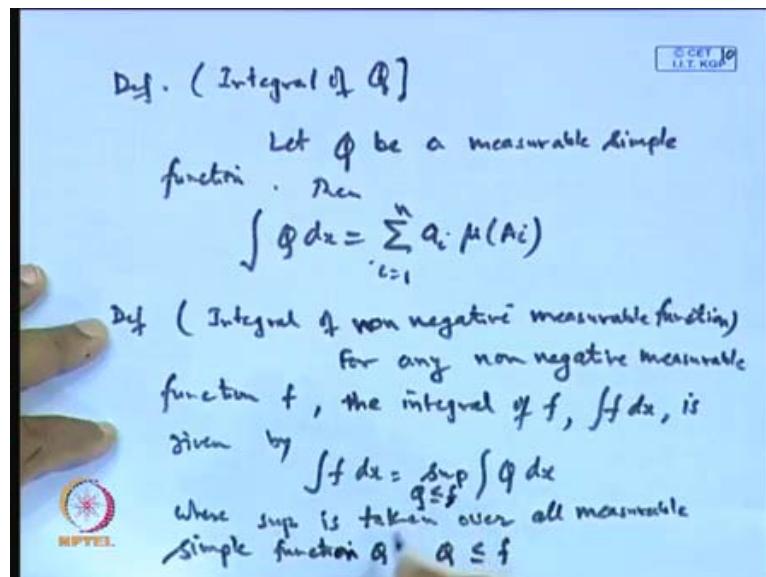 © CET
I.I.T. KGP
10
Def. (Integral of φ]
Let φ be a measurable simple
function. Then
∫ φ dx = Σ_{i=1}^{n} a_i μ(A_i)
Def (Integral of non negative measurable function)
For any non negative measurable
function f, the integral of f, ∫f dx, is
given by
∫f dx = sup_{φ≤f} ∫ φ dx
where sup is taken over all measurable
simple function φ φ ≤ f
NPTEL